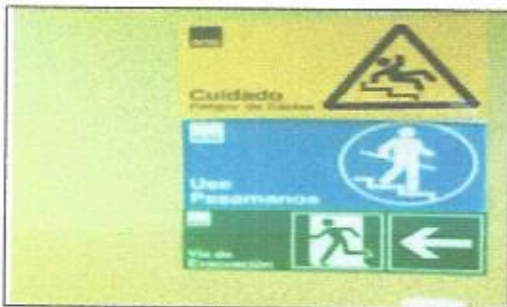 Cuidado
Peligro de Caídas
Use
Pasamanos
Vía de
Evacuación